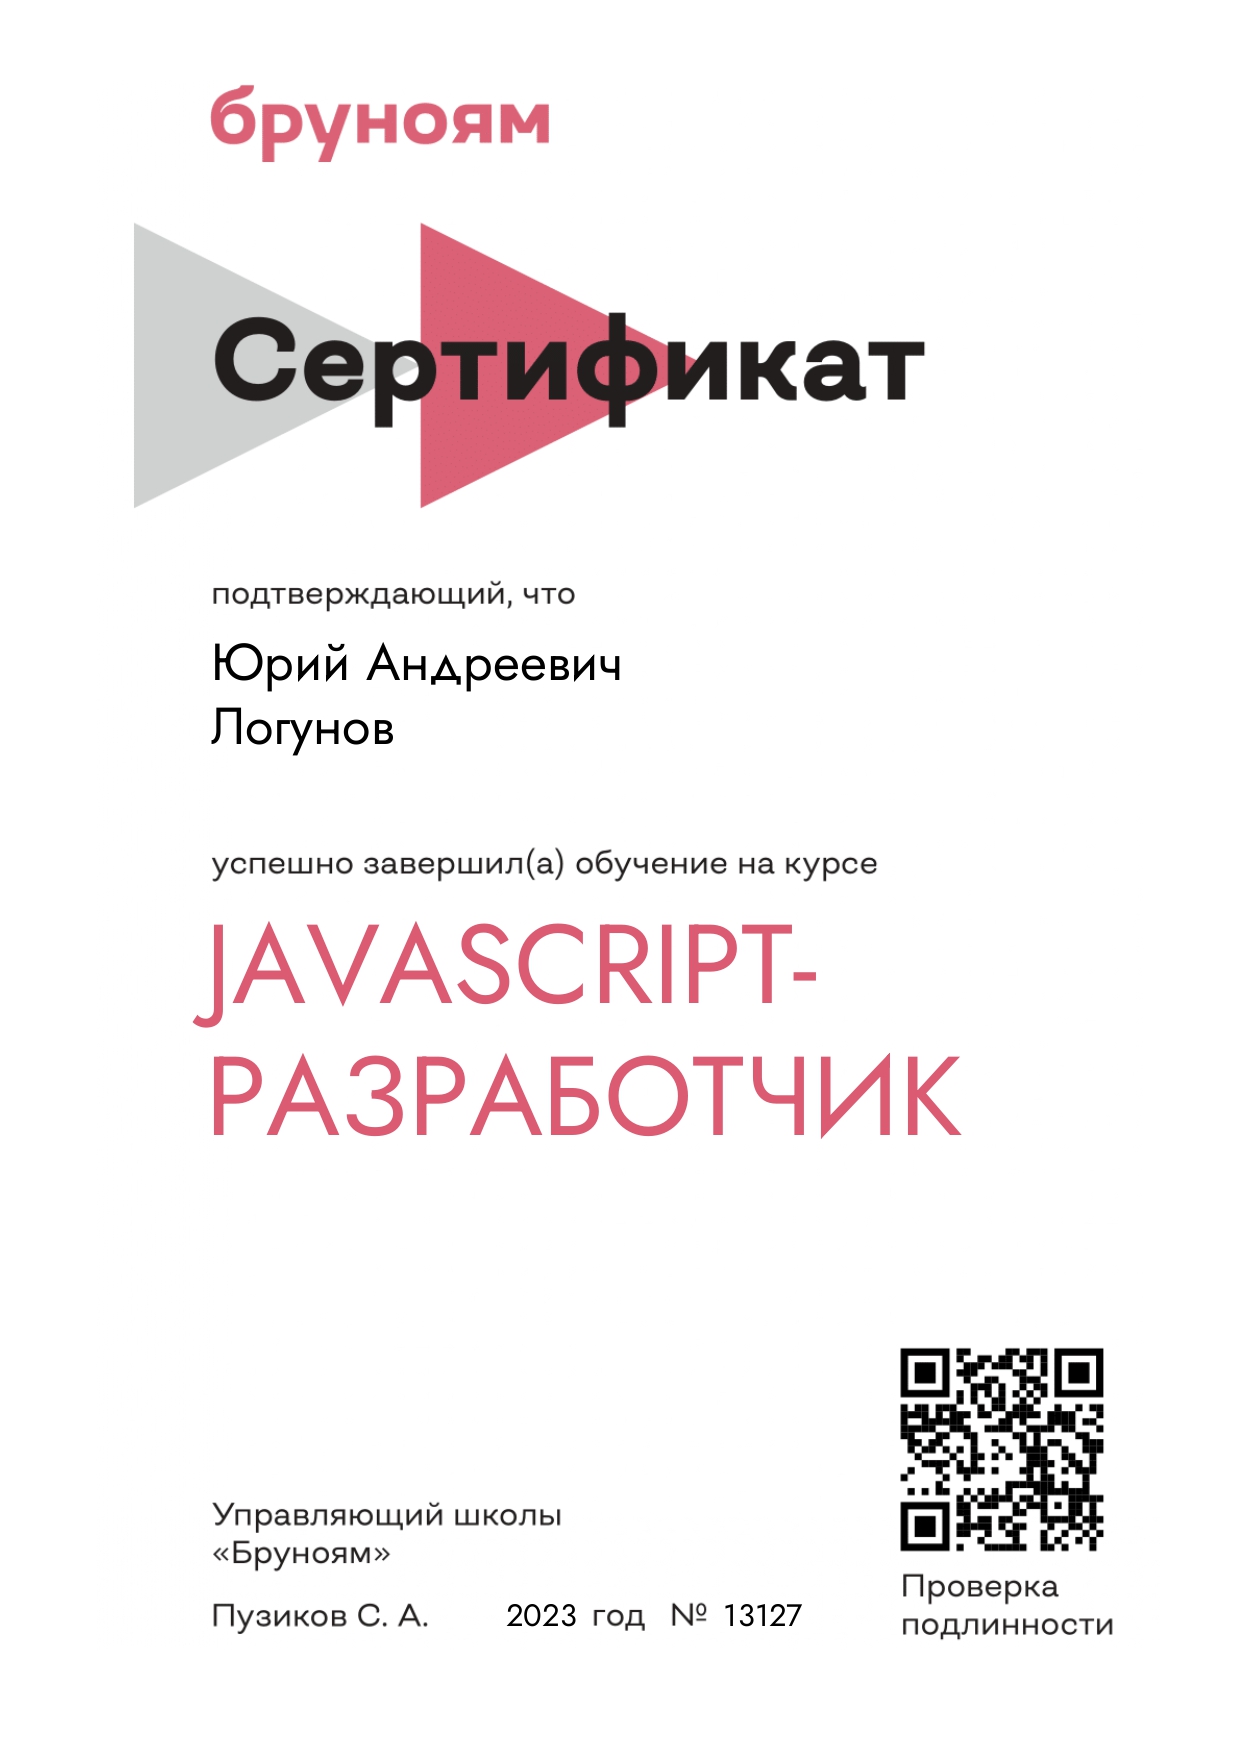 бруноям
Сертификат
подтверждающий, что
Юрий Андреевич
Логунов
успешно завершил(а) обучение на курсе
JAVASCRIPT-
РАЗРАБОТЧИК
Управляющий школы
«Бруноям»
Пузиков С. А. 2023 год № 13127
Проверка
подлинности